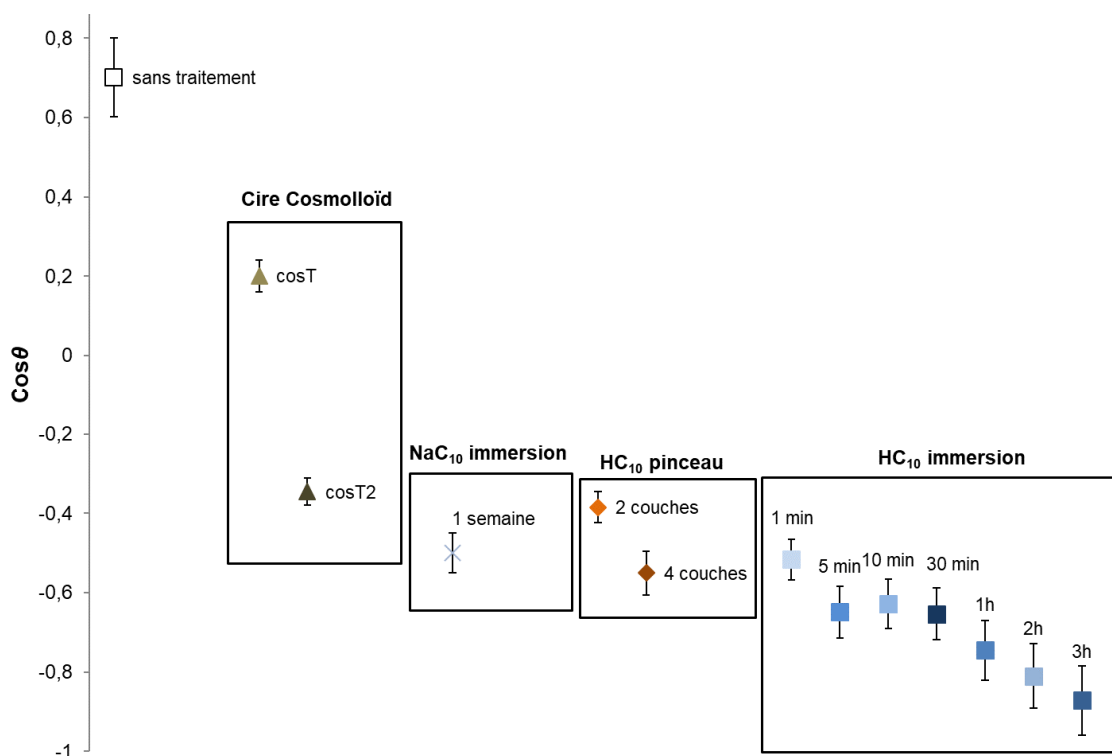 0,8
sans traitement
0,6
0,4
Cire Cosmolloïd
0,2
cosT
0
Cosθ
-0,2
cosT2
-0,4
NaC₁₀ immersion
1 semaine
HC₁₀ pinceau
2 couches
4 couches
HC₁₀ immersion
1 min
5 min
10 min
30 min
1h
2h
3h
-0,6
-0,8
-1